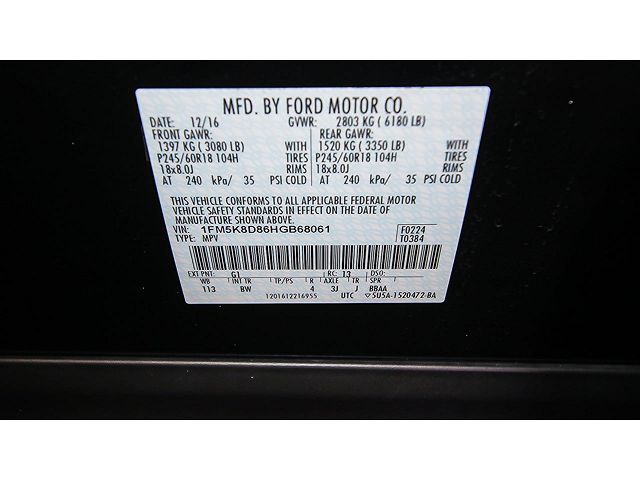 MFD. BY FORD MOTOR CO.
DATE: 12/16 GVWR: 2803 KG ( 6180 LB)
FRONT GAWR: REAR GAWR:
1397 KG ( 3080 LB) WITH 1520 KG ( 3350 LB)
P245/60R18 104H TIRES P245/60R18 104H
18x8.0J RIMS 18x8.0J
AT 240 kPa/ 35 PSI COLD AT 240 kPa/ 35 PSI COLD
THIS VEHICLE CONFORMS TO ALL APPLICABLE FEDERAL MOTOR
VEHICLE SAFETY STANDARDS IN EFFECT ON THE DATE OF
MANUFACTURE SHOWN ABOVE.
VIN: 1FM5K8D86HGB68061 F0224
TYPE: MPV T0384
EXT PNT: G1 RC: 13 DSO:
WB INT TR TP/PS R AXLE TR SPR
113 BW 4 3J J BBAA
1201612216955 UTC 5U5A-1520472-BA